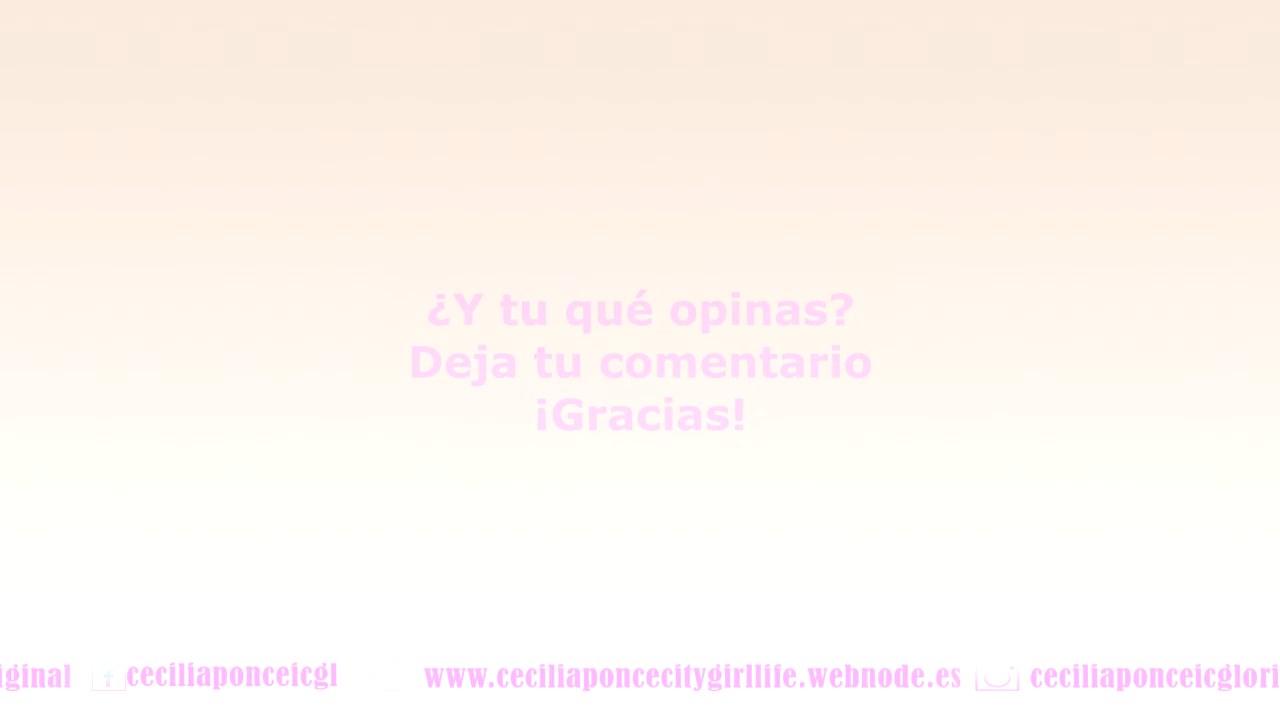 ¿Y tu qué opinas?
Deja tu comentario
¡Gracias!
iginal ceciliaponceicgl www.ceciliaponcecitygirllife.webnode.es ceciliaponceicglori